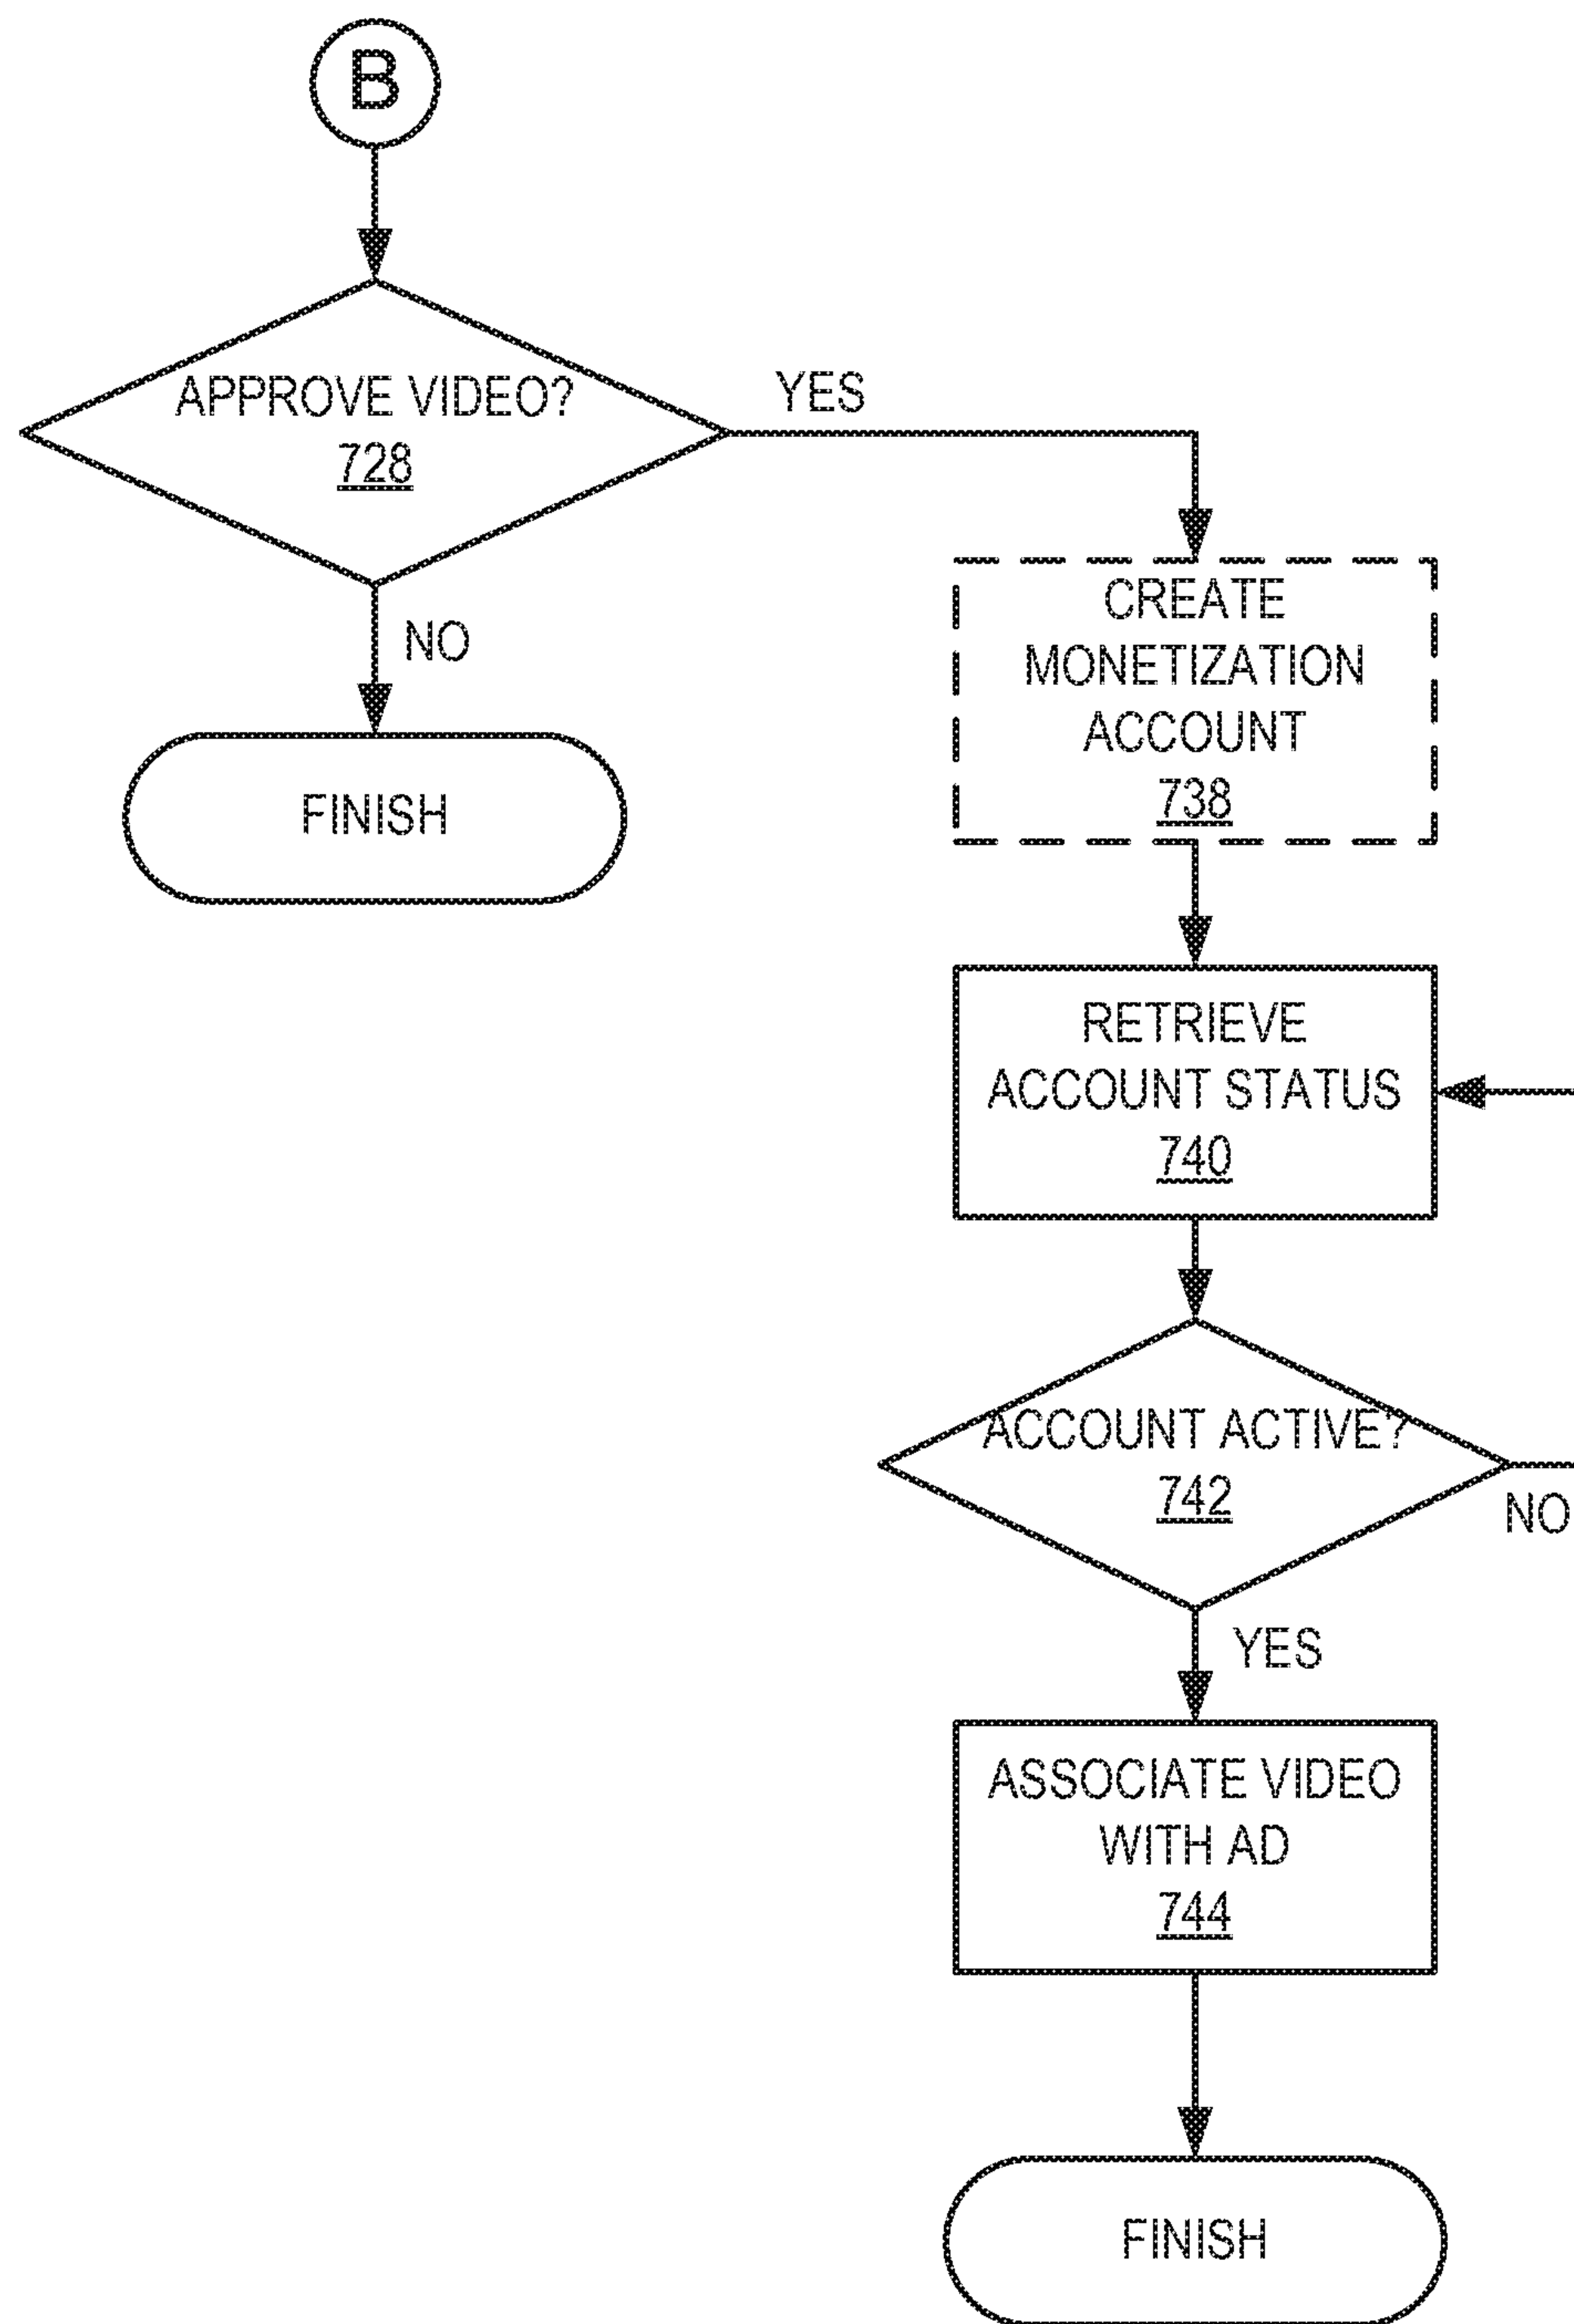 B
APPROVE VIDEO?
728
YES
NO
FINISH
CREATE
MONETIZATION
ACCOUNT
738
RETRIEVE
ACCOUNT STATUS
740
ACCOUNT ACTIVE?
742
NO
YES
ASSOCIATE VIDEO
WITH AD
744
FINISH